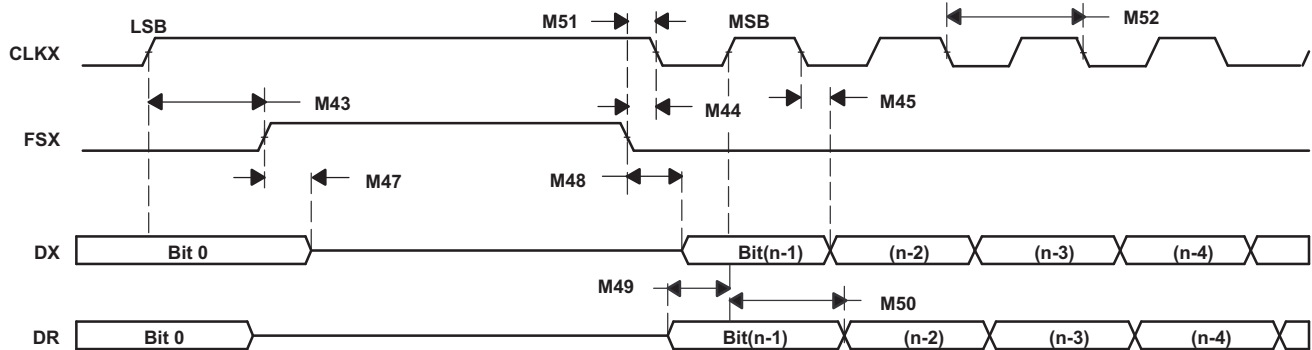 LSB M51 MSB M52
CLKX
M43 M44 M45
FSX
M47 M48
DX Bit 0 Bit(n-1) (n-2) (n-3) (n-4)
M49 M50
DR Bit 0 Bit(n-1) (n-2) (n-3) (n-4)